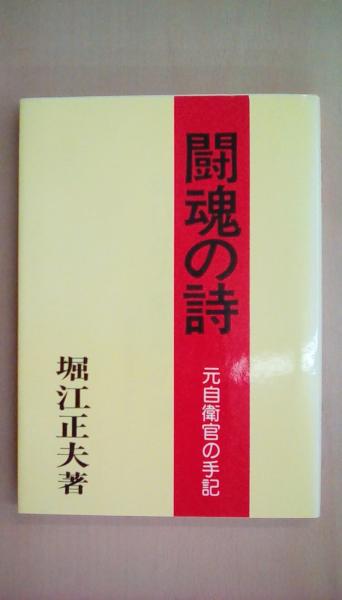 闘魂の詩
元自衛官の手記
堀江正夫著